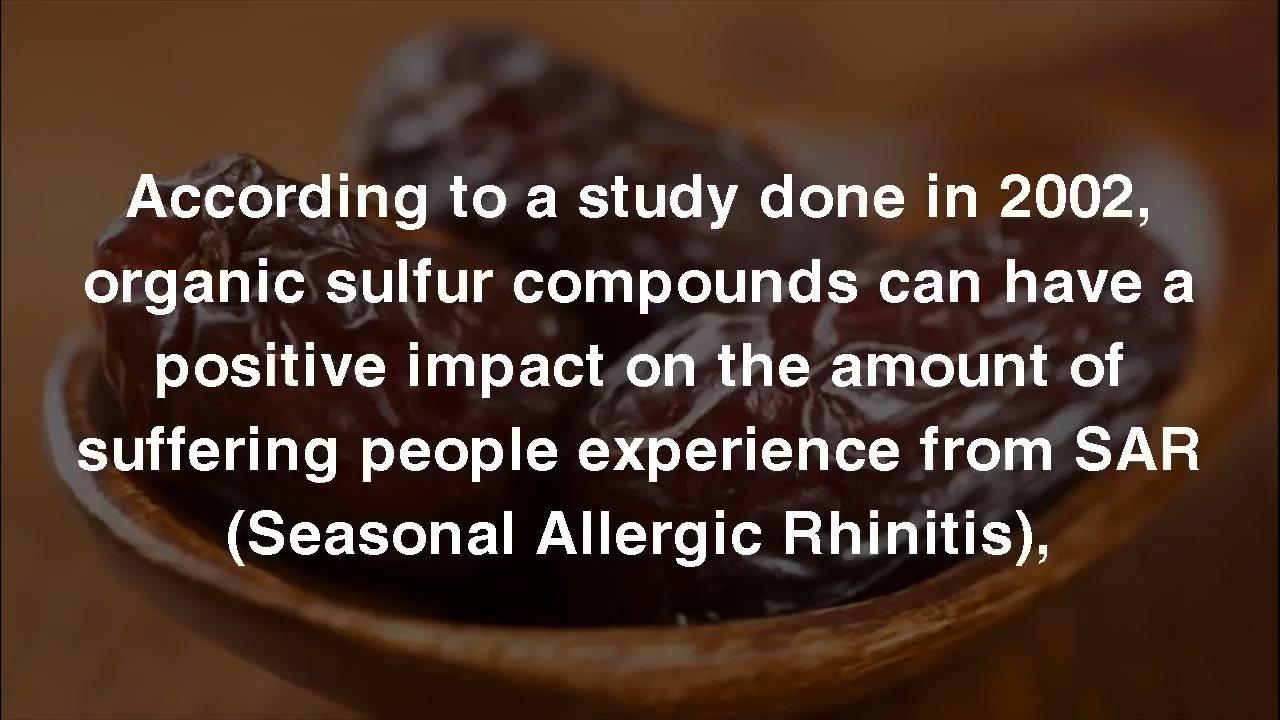 According to a study done in 2002,
organic sulfur compounds can have a
positive impact on the amount of
suffering people experience from SAR
(Seasonal Allergic Rhinitis),